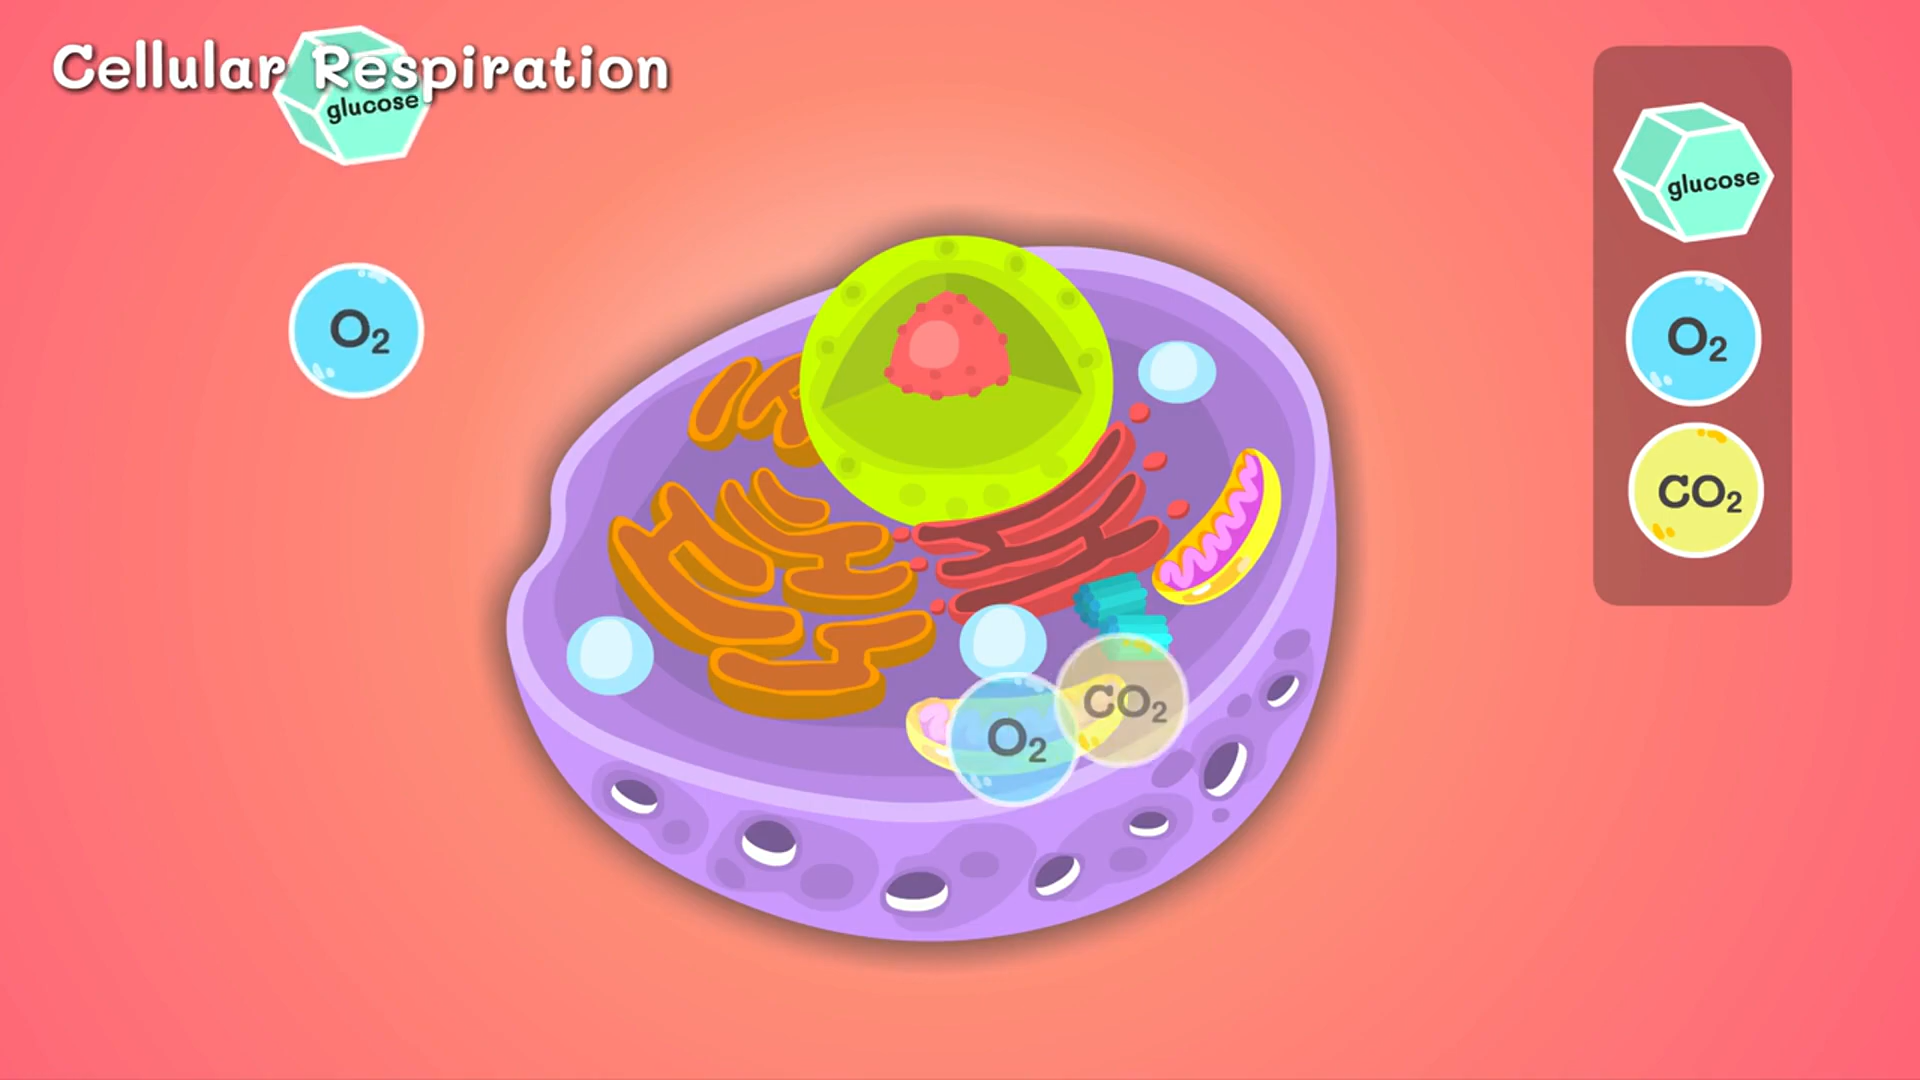 Cellular Respiration
glucose
O₂
O₂
CO₂
glucose
O₂
CO₂